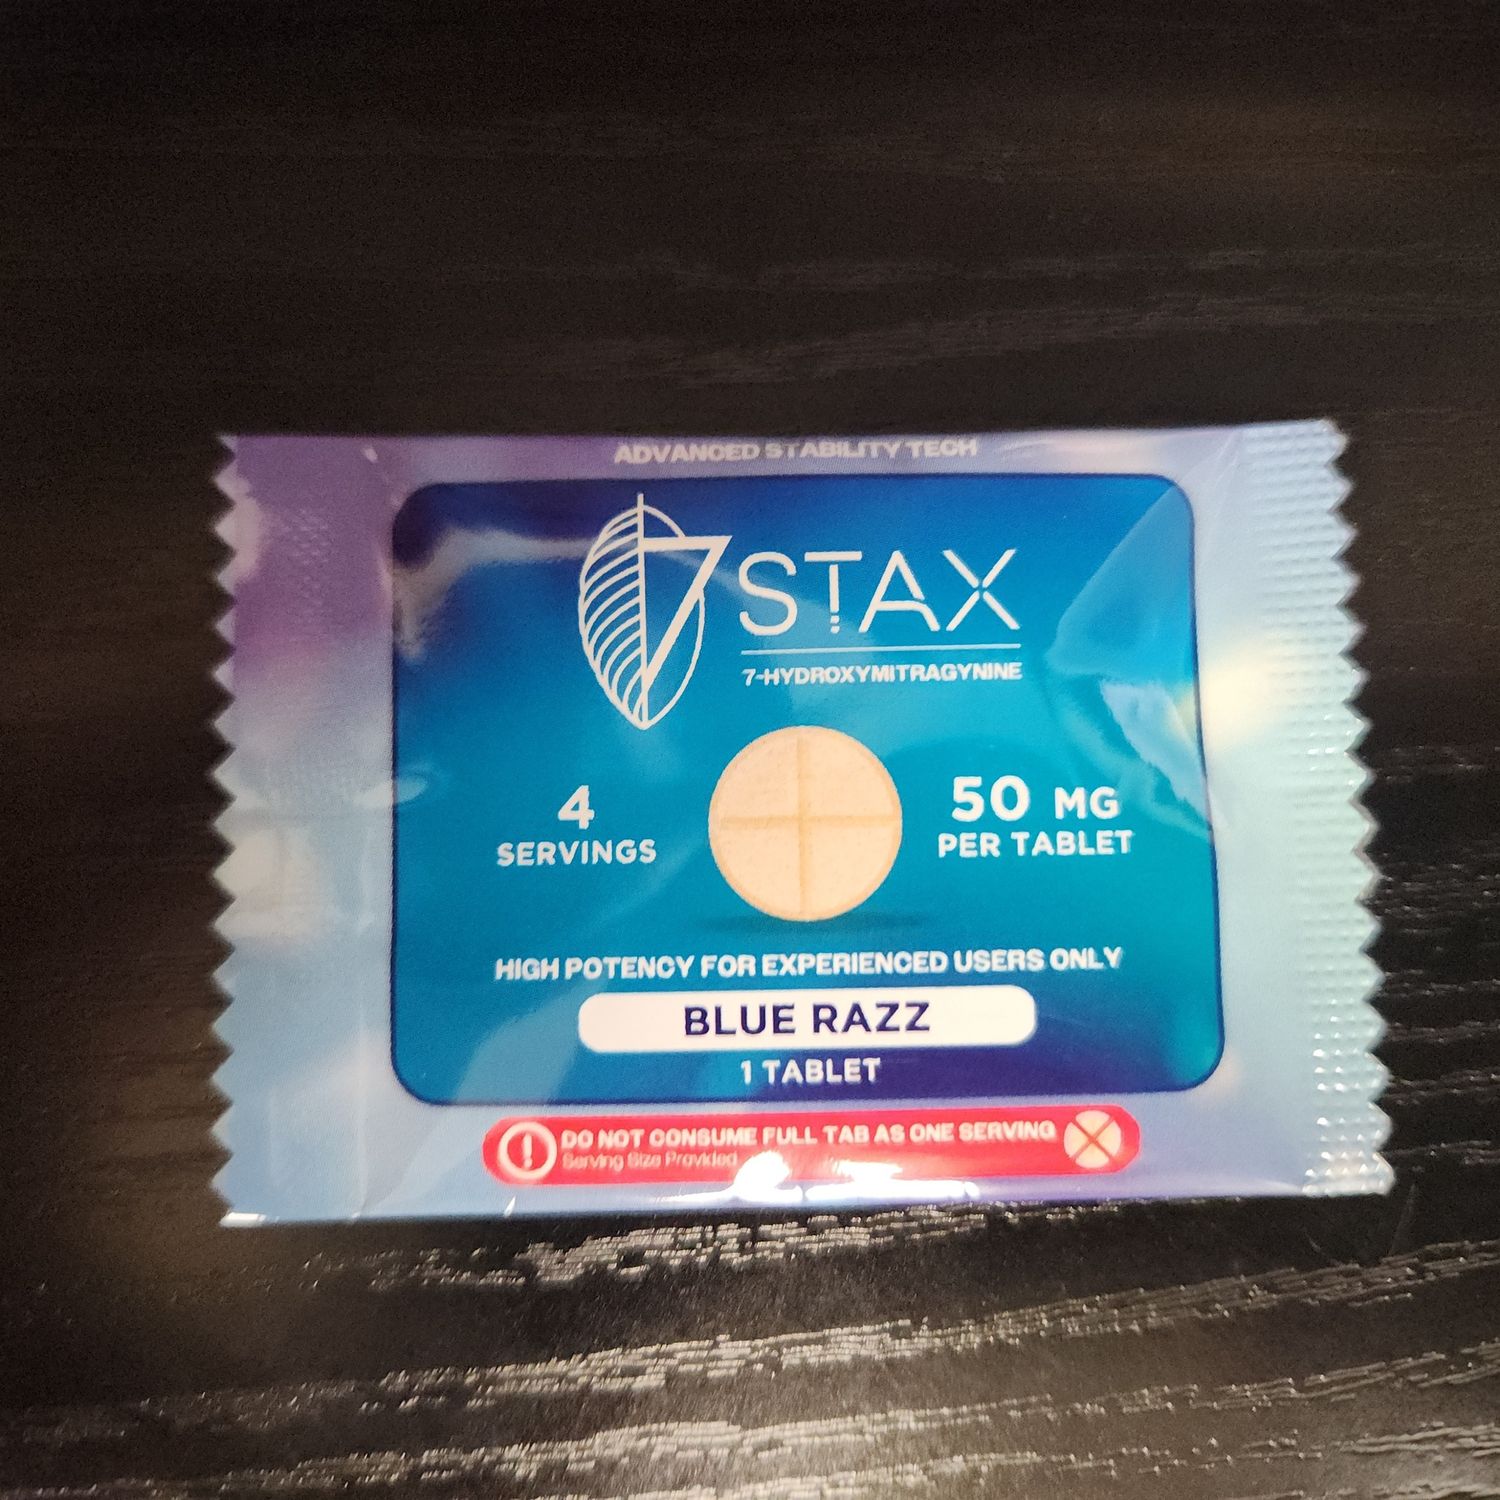 ADVANCED STABILITY TECH
7 STAX
7-HYDROXYMITRAGYNINE
4
SERVINGS
50 MG
PER TABLET
HIGH POTENCY FOR EXPERIENCED USERS ONLY
BLUE RAZZ
1 TABLET
DO NOT CONSUME FULL TAB AS ONE SERVING
Serving Size Provided